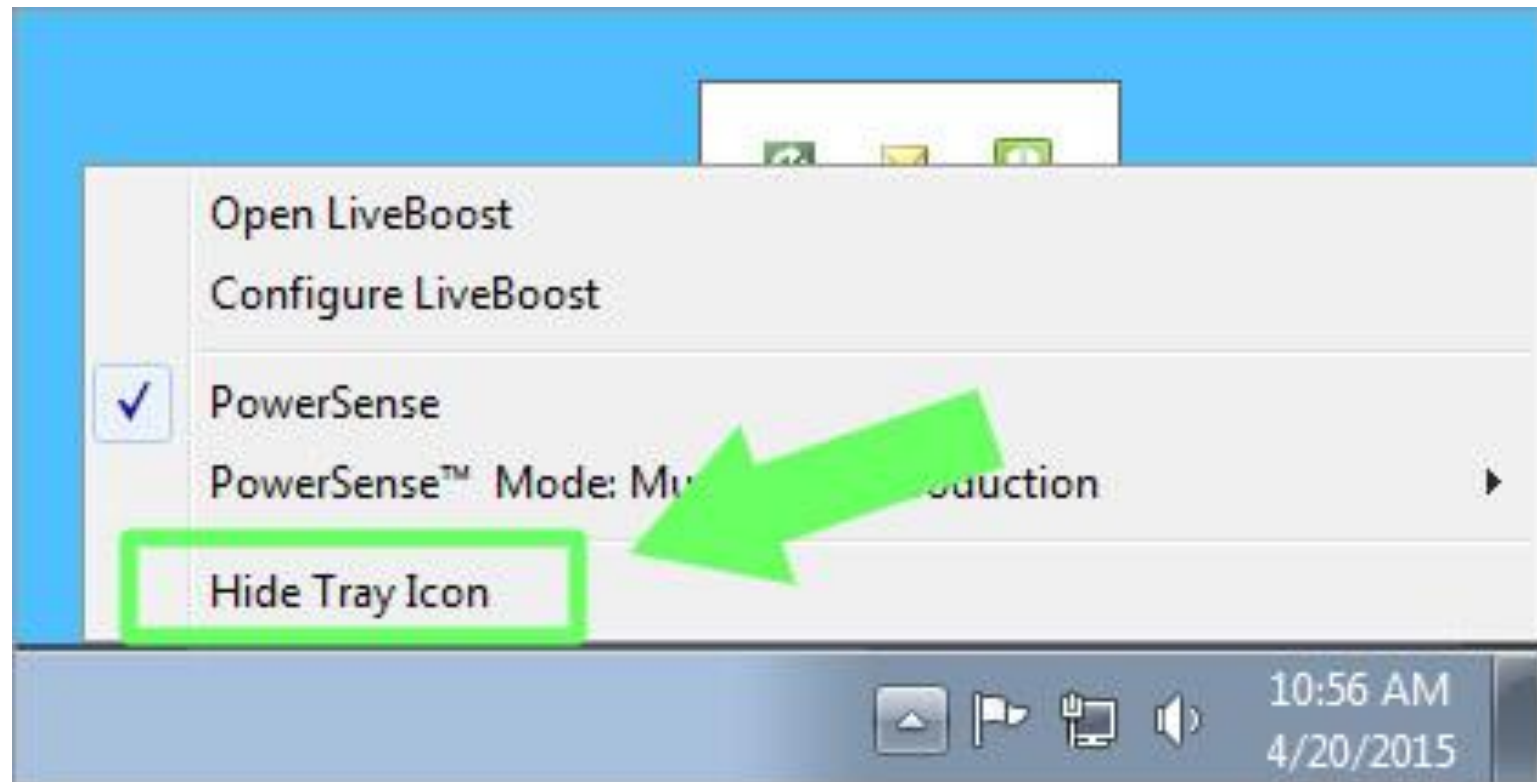 Open LiveBoost
Configure LiveBoost
PowerSense
PowerSense™ Mode:
Hide Tray Icon
10:56 AM
4/20/2015